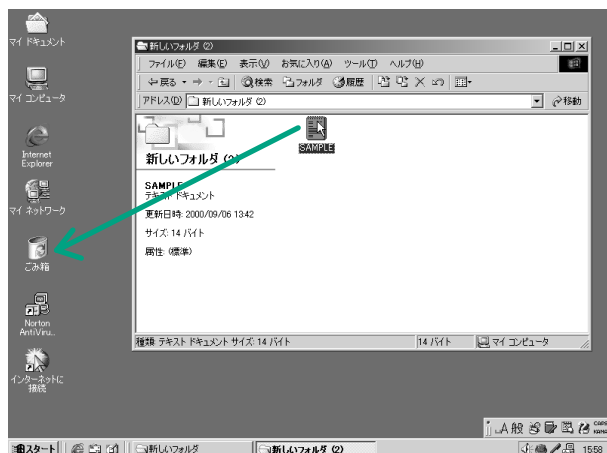 マイ ドキュメント
マイ コンピュータ
Internet
Explorer
マイ ネットワーク
ごみ箱
Norton
AntiViru...
インターネットに
接続
新しいフォルダ (2)
ファイル(F) 編集(E) 表示(V) お気に入り(A) ツール(T) ヘルプ(H)
戻る 検索 フォルダ 履歴
アドレス(D) 新しいフォルダ (2) 移動
新しいフォルダ (2)
SAMPLE
SAMPLE
テキスト ドキュメント
更新日時: 2000/09/06 13:42
サイズ: 14 バイト
属性: (標準)
種類: テキスト ドキュメント サイズ: 14 バイト 14 バイト マイ コンピュータ
A 般 CAPS
KANA
スタート 新しいフォルダ 新しいフォルダ (2) 15:58